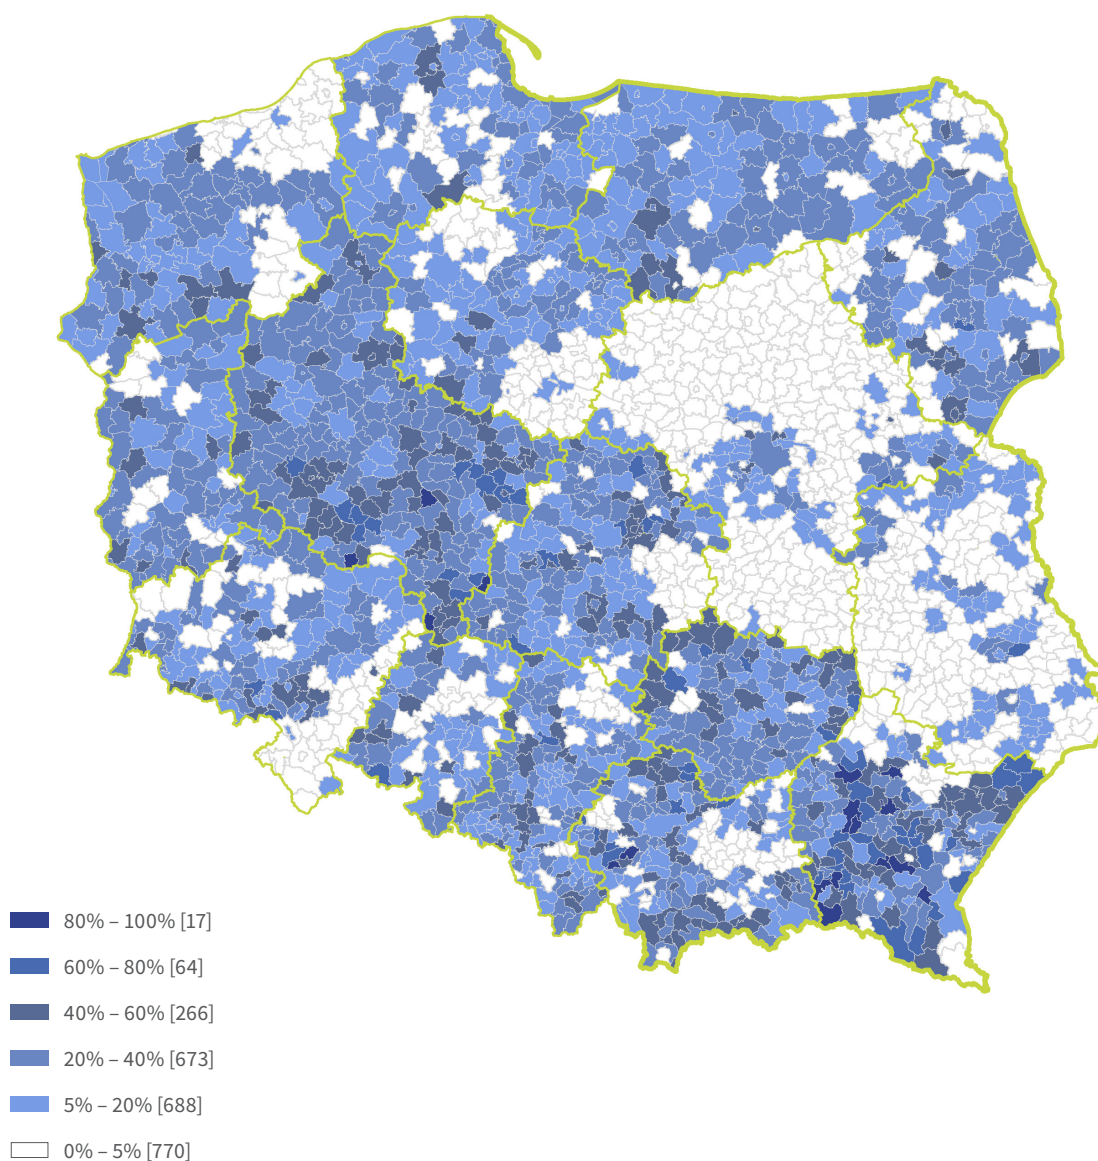 80% – 100% [17]
60% – 80% [64]
40% – 60% [266]
20% – 40% [673]
5% – 20% [688]
0% – 5% [770]